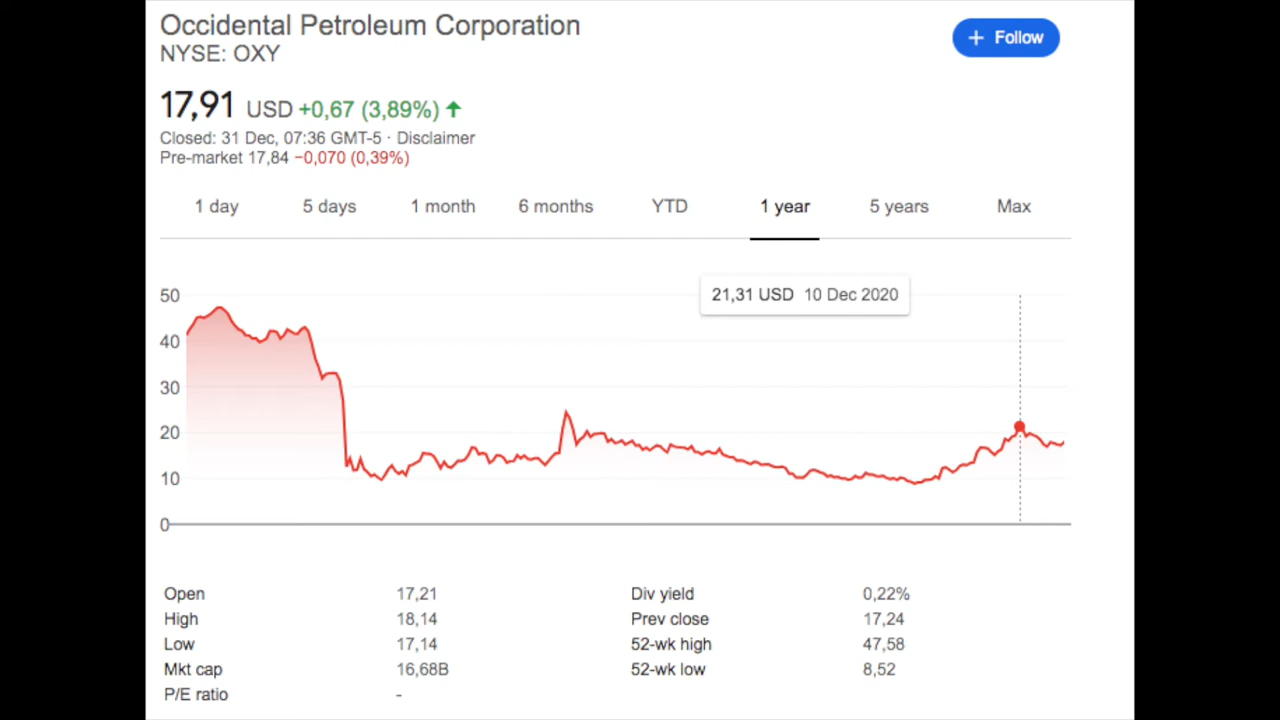 Occidental Petroleum Corporation
NYSE: OXY
+ Follow
17,91 USD +0,67 (3,89%) ↑
Closed: 31 Dec, 07:36 GMT-5 · Disclaimer
Pre-market 17,84 −0,070 (0,39%)
1 day 5 days 1 month 6 months YTD 1 year 5 years Max
21,31 USD 10 Dec 2020
50
40
30
20
10
0
Open 17,21 Div yield 0,22%
High 18,14 Prev close 17,24
Low 17,14 52-wk high 47,58
Mkt cap 16,68B 52-wk low 8,52
P/E ratio -